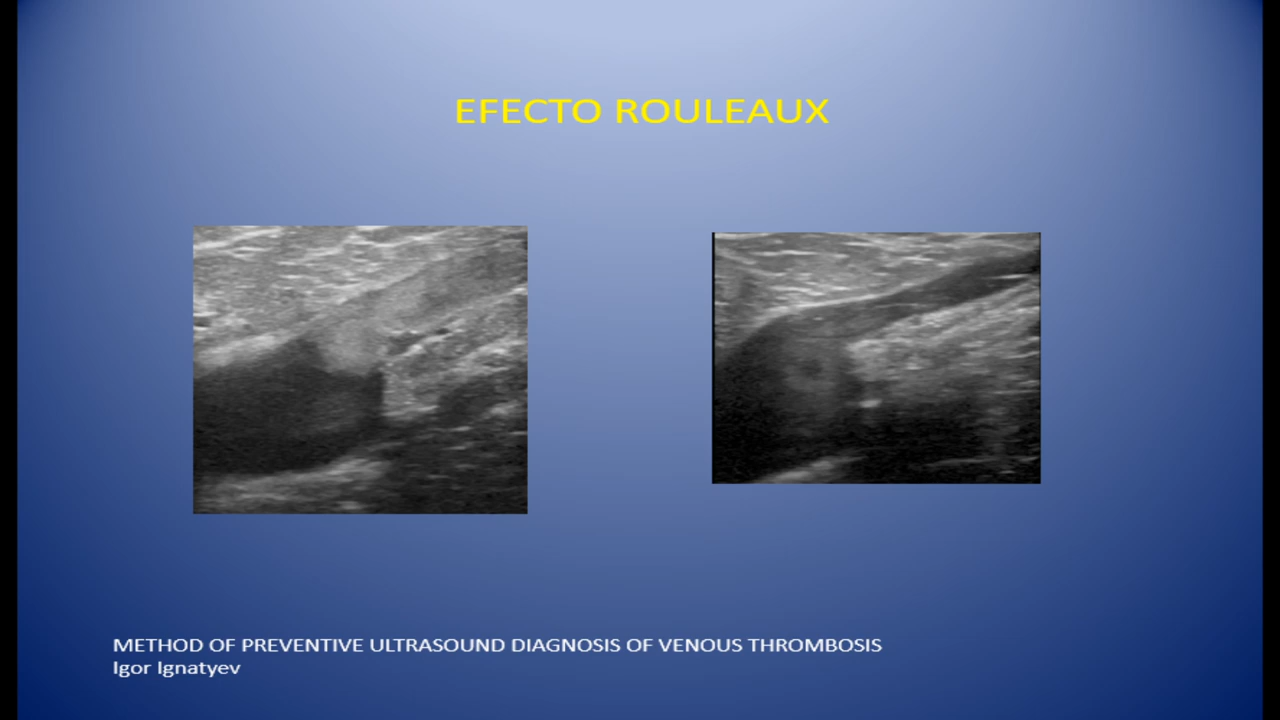 EFECTO ROULEAUX
METHOD OF PREVENTIVE ULTRASOUND DIAGNOSIS OF VENOUS THROMBOSIS
Igor Ignatyev